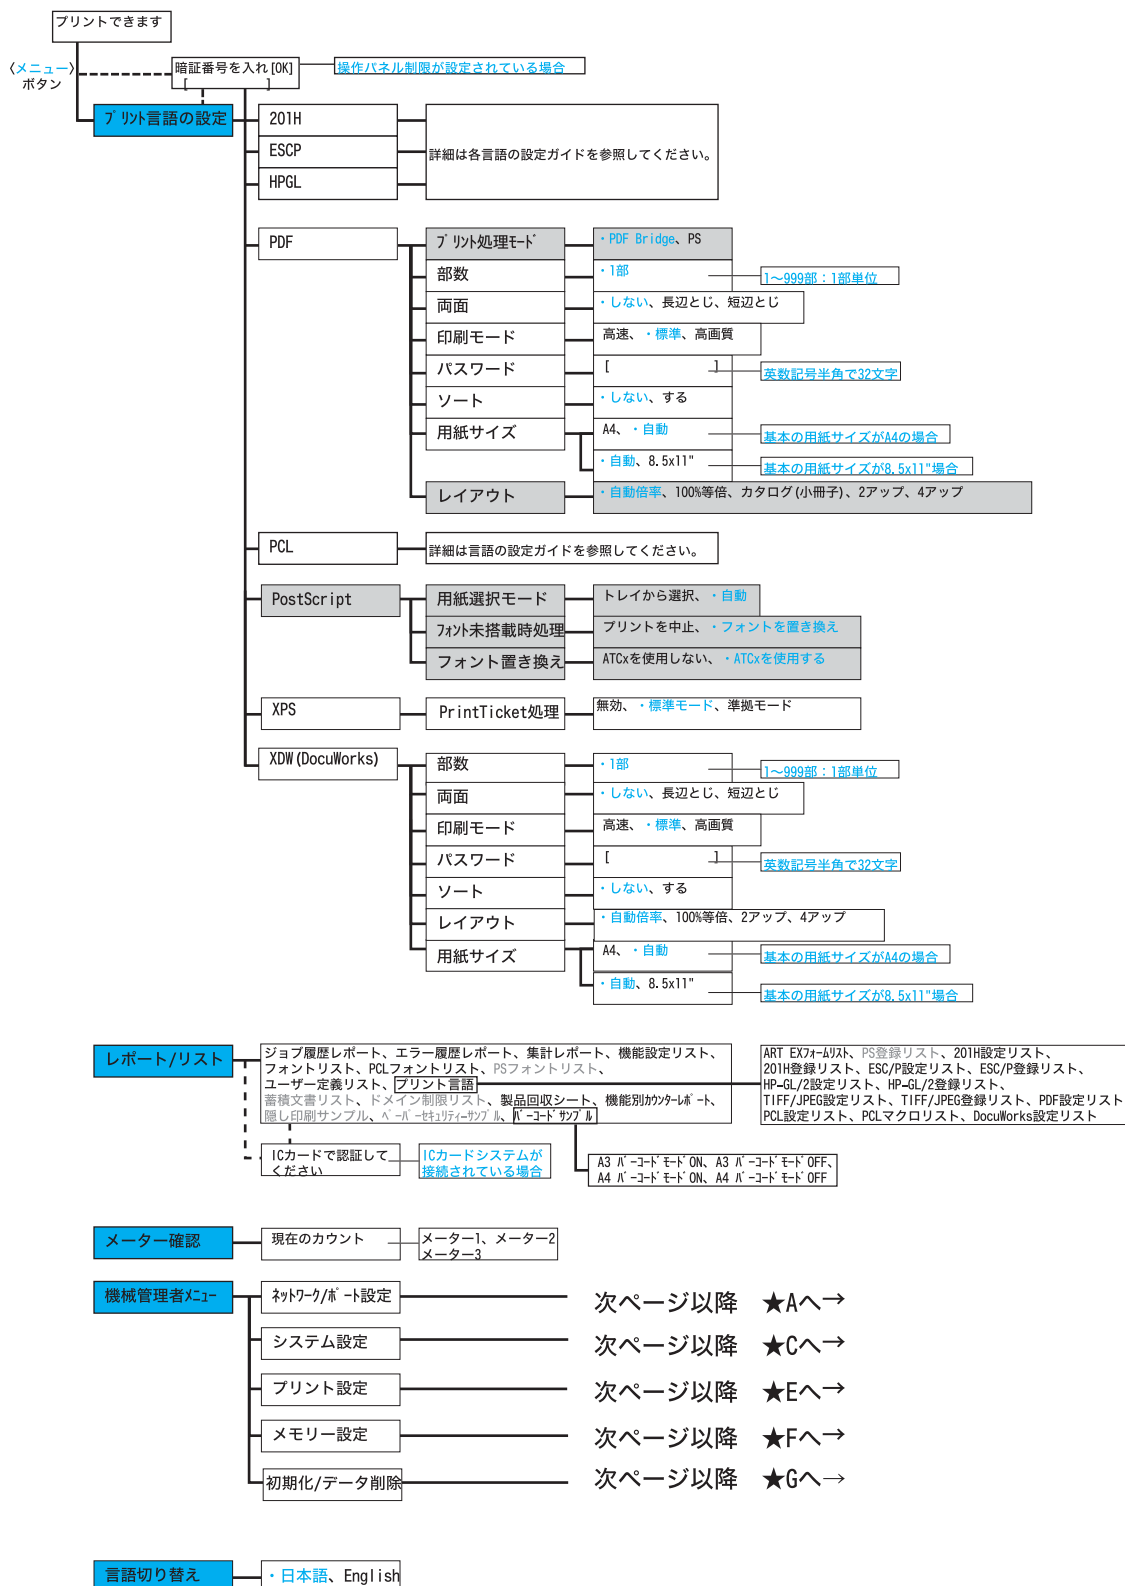 プリントできます
〈メニュー〉
ボタン
暗証番号を入れ[OK]
[　　　　　　]
操作パネル制限が設定されている場合
プリント言語の設定
201H
ESCP
HPGL
詳細は各言語の設定ガイドを参照してください。
PDF
プリント処理モード
・PDF Bridge、PS
部数
・1部
1～999部：1部単位
両面
・しない、長辺とじ、短辺とじ
印刷モード
高速、・標準、高画質
パスワード
[　　　　　　]
英数記号半角で32文字
ソート
・しない、する
用紙サイズ
A4、・自動
基本の用紙サイズがA4の場合
・自動、8.5x11"
基本の用紙サイズが8.5x11"場合
レイアウト
・自動倍率、100%等倍、カタログ(小冊子)、2アップ、4アップ
PCL
詳細は言語の設定ガイドを参照してください。
PostScript
用紙選択モード
トレイから選択、・自動
フォント未搭載時処理
プリントを中止、・フォントを置き換え
フォント置き換え
ATCxを使用しない、・ATCxを使用する
XPS
PrintTicket処理
無効、・標準モード、準拠モード
XDW(DocuWorks)
部数
・1部
1～999部：1部単位
両面
・しない、長辺とじ、短辺とじ
印刷モード
高速、・標準、高画質
パスワード
[　　　　　　]
英数記号半角で32文字
ソート
・しない、する
レイアウト
・自動倍率、100%等倍、2アップ、4アップ
用紙サイズ
A4、・自動
基本の用紙サイズがA4の場合
・自動、8.5x11"
基本の用紙サイズが8.5x11"場合
レポート/リスト
ジョブ履歴レポート、エラー履歴レポート、集計レポート、機能設定リスト、
フォントリスト、PCLフォントリスト、PSフォントリスト、
ユーザー定義リスト、プリント言語
蓄積文書リスト、ドメイン制限リスト、製品回収シート、機能別カウンターレポート、
隠し印刷サンプル、ペーパーセキュリティーサンプル、バーコードサンプル
ART EXフォームリスト、PS登録リスト、201H設定リスト、
201H登録リスト、ESC/P設定リスト、ESC/P登録リスト、
HP-GL/2設定リスト、HP-GL/2登録リスト、
TIFF/JPEG設定リスト、TIFF/JPEG登録リスト、PDF設定リスト
PCL設定リスト、PCLマクロリスト、DocuWorks設定リスト
ICカードで認証して
ください
ICカードシステムが
接続されている場合
A3 バーコードモードON、A3 バーコードモードOFF、
A4 バーコードモードON、A4 バーコードモードOFF
メーター確認
現在のカウント
メーター1、メーター2
メーター3
機械管理者メニュー
ネットワーク/ポート設定
次ページ以降　★Aへ→
システム設定
次ページ以降　★Cへ→
プリント設定
次ページ以降　★Eへ→
メモリー設定
次ページ以降　★Fへ→
初期化/データ削除
次ページ以降　★Gへ→
言語切り替え
・日本語、English